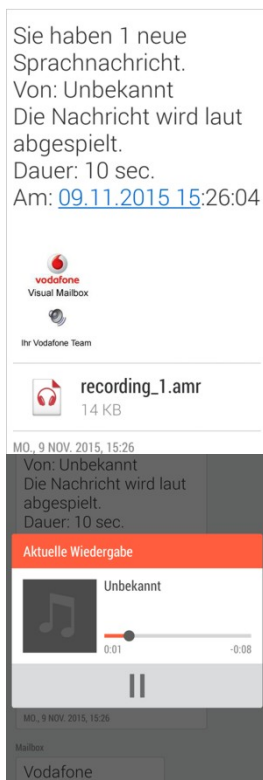 Sie haben 1 neue
Sprachnachricht.
Von: Unbekannt
Die Nachricht wird laut
abgespielt.
Dauer: 10 sec.
Am: 09.11.2015 15:26:04
vodafone
Visual Mailbox
Ihr Vodafone Team
recording_1.amr
14 KB
MO., 9 NOV. 2015, 15:26
Von: Unbekannt
Die Nachricht wird laut
abgespielt.
Dauer: 10 sec.
Aktuelle Wiedergabe
Unbekannt
0:01
-0:08
MO., 9 NOV. 2015, 15:26
Mailbox
Vodafone